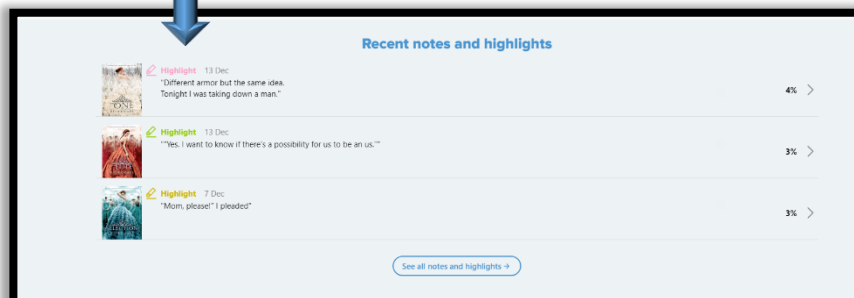 Recent notes and highlights
Highlight 13 Dec
"Different armor but the same idea.
Tonight I was taking down a man."
4%
ONE
Highlight 13 Dec
""Yes. I want to know if there's a possibility for us to be an us.""
3%
Highlight 7 Dec
"Mom, please!" I pleaded"
3%
See all notes and highlights →